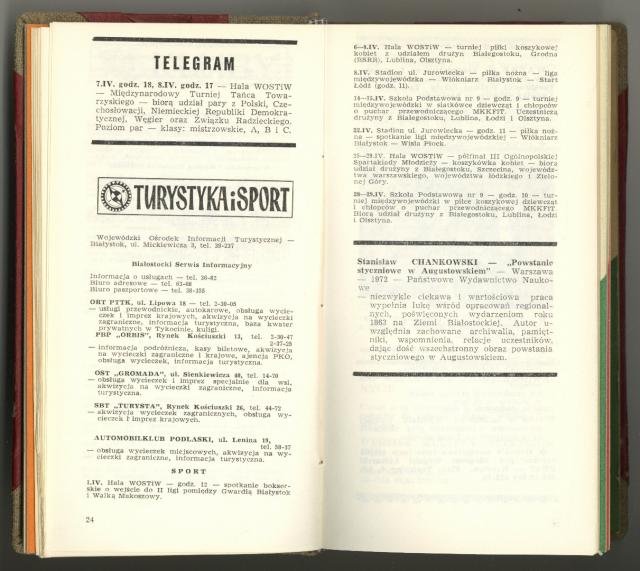 TELEGRAM
7.IV. godz. 18, 8.IV. godz. 17 — Hala WOSTiW
— Międzynarodowy Turniej Tańca Towa-
rzyskiego — biorą udział pary z Polski, Cze-
chosłowacji, Niemieckiej Republiki Demokra-
tycznej, Węgier oraz Związku Radzieckiego.
Poziom par — klasy: mistrzowskie, A, B i C.
TURYSTYKA i SPORT
Wojewódzki Ośrodek Informacji Turystycznej —
Białystok, ul. Mickiewicza 3, tel. 39-237
Białostocki Serwis Informacyjny
Informacja o usługach — tel. 36-82
Biuro adresowe — tel. 63-66
Biuro paszportowe — tel. 38-355
ORT PTTK, ul. Lipowa 18 — tel. 2-30-05
— usługi przewodnickie, autokarowe, obsługa wycie-
czek i imprez krajowych, akwizycja na wycieczki
zagraniczne, informacja turystyczna, baza kwater
prywatnych w Tykocinie, kuligi.
PBP „ORBIS”, Rynek Kościuszki 13, tel. 2-30-47
2-27-25
— informacja podróżnicza, kasy biletowe, akwizycja
na wycieczki zagraniczne i krajowe, ajencja PKO,
obsługa wycieczek, informacja turystyczna.
OST „GROMADA”, ul. Sienkiewicza 40, tel. 14-70
— obsługa wycieczek i imprez specjalnie dla wsi,
akwizycja na wycieczki zagraniczne, informacja
turystyczna.
SBT „TURYSTA”, Rynek Kościuszki 26, tel. 44-72
— akwizycja wycieczek zagranicznych, obsługa wy-
cieczek i imprez krajowych.
AUTOMOBILKLUB PODLASKI, ul. Lenina 19,
tel. 38-37
— obsługa wycieczek miejscowych, akwizycja na wy-
cieczki zagraniczne, informacja turystyczna.
SPORT
1.IV. Hala WOSTiW — godz. 12 — spotkanie bokser-
skie o wejście do II ligi pomiędzy Gwardią Białystok
i Walką Makoszowy.
24
6—8.IV. Hala WOSTiW — turniej piłki koszykowej
kobiet z udziałem drużyn Białegostoku, Grodna
(BSRR), Lublina, Olsztyna.
8.IV. Stadion ul. Jurowiecka — piłka nożna — liga
międzywojewódzka — Włókniarz Białystok — Start
Łódź (godz. 11).
14—15.IV. Szkoła Podstawowa nr 9 — godz. 9 — turniej
międzywojewódzki w siatkówce dziewcząt i chłopców
o puchar przewodniczącego MKKFiT. Uczestniczą
drużyny z Białegostoku, Lublina, Łodzi i Olsztyna.
22.IV. Stadion ul. Jurowiecka — godz. 11 — piłka noż-
na — spotkanie ligi międzywojewódzkiej — Włókniarz
Białystok — Wisła Płock.
25—29.IV. Hala WOSTiW — półfinał III Ogólnopolskiej
Spartakiady Młodzieży — koszykówka kobiet — biorą
udział drużyny z Białegostoku, Szczecina, wojewódz-
twa warszawskiego, województwa łódzkiego i Zielo-
nej Góry.
28—29.IV. Szkoła Podstawowa nr 9 — godz. 10 — tur-
niej międzywojewódzki w piłce koszykowej dziewcząt
i chłopców o puchar przewodniczącego MKKFiT.
Biorą udział drużyny z Białegostoku, Lublina, Łodzi
i Olsztyna.
Stanisław CHANKOWSKI — „Powstanie
styczniowe w Augustowskiem” — Warszawa
— 1972 — Państwowe Wydawnictwo Nauko-
we
— niezwykle ciekawa i wartościowa praca
wypełnia lukę wśród opracowań regional-
nych, poświęconych wydarzeniom roku
1863 na Ziemi Białostockiej. Autor u-
względnia zachowane archiwalia, pamięt-
niki, wspomnienia, relacje uczestników,
dając dość wszechstronny obraz powstania
styczniowego w Augustowskiem.